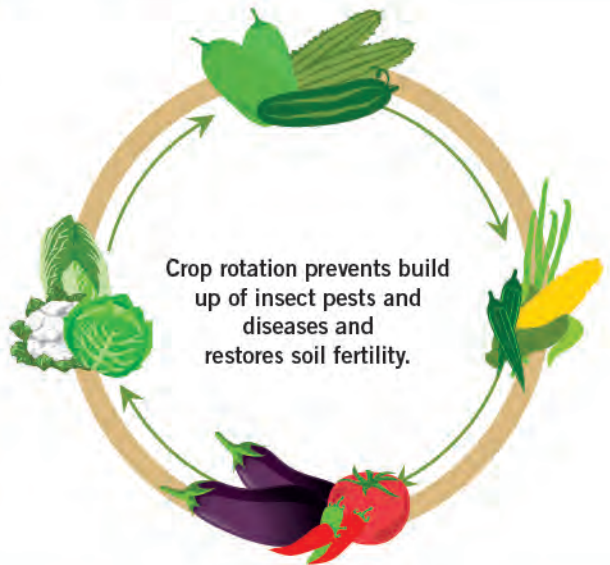 Crop rotation prevents build
up of insect pests and
diseases and
restores soil fertility.